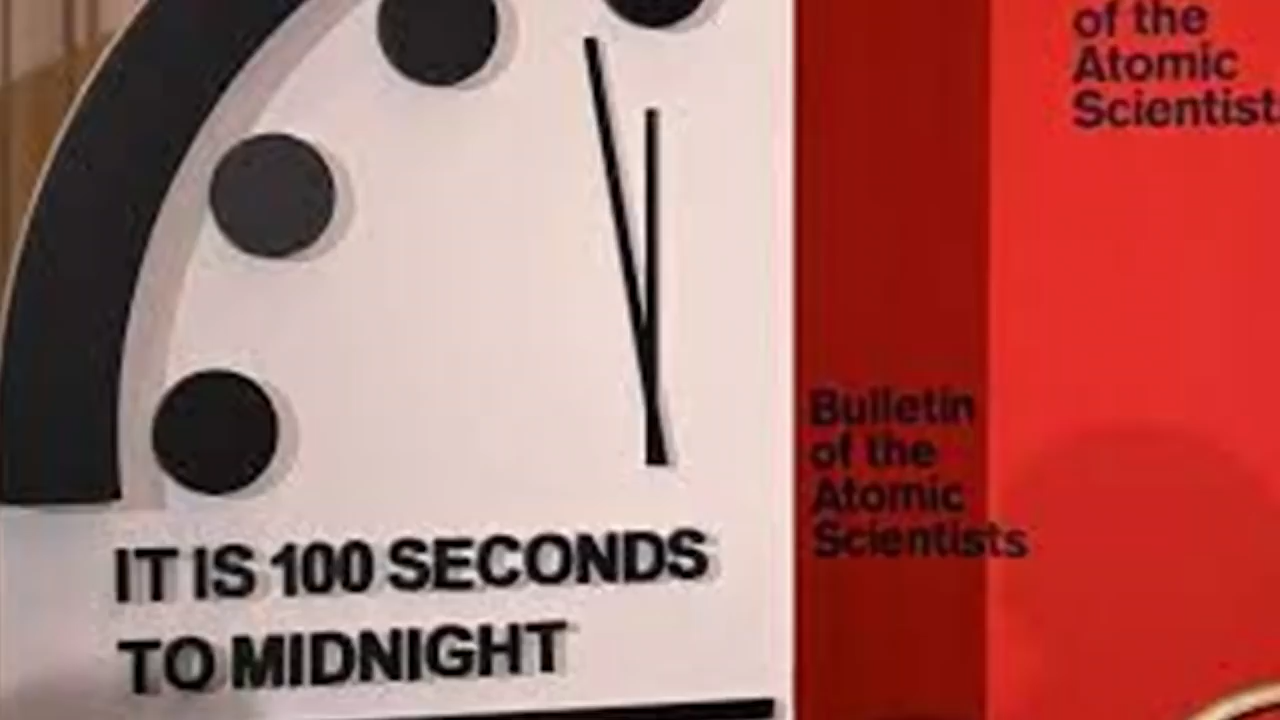 IT IS 100 SECONDS
TO MIDNIGHT
Bulletin
of the
Atomic
Scientists
of the
Atomic
Scientist